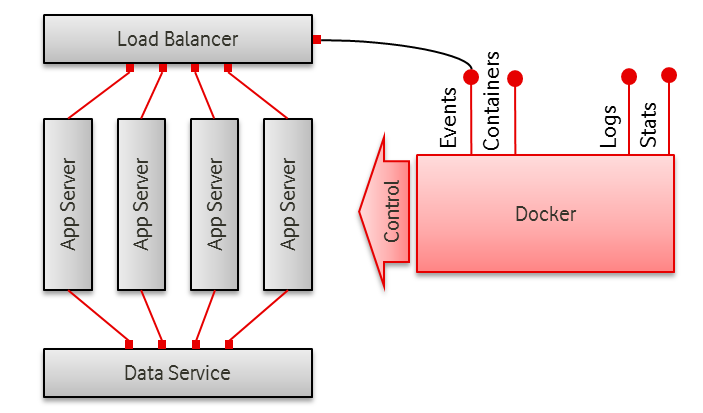 Load Balancer
App Server
App Server
App Server
App Server
Data Service
Events
Containers
Logs
Stats
Control
Docker